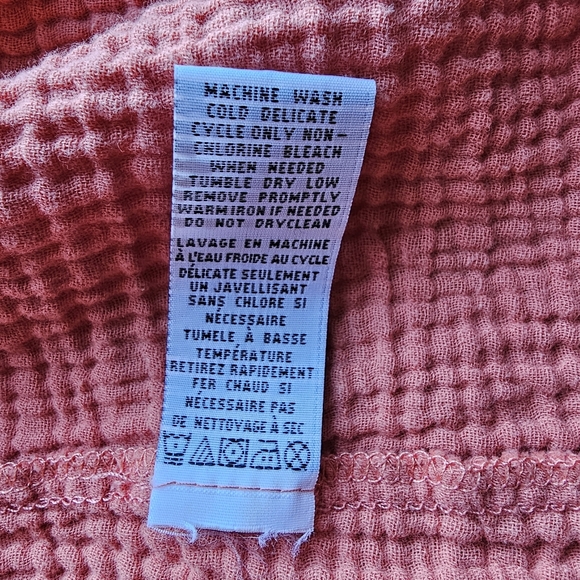 MACHINE WASH
COLD DELICATE
CYCLE ONLY NON-
CHLORINE BLEACH
WHEN NEEDED
TUMBLE DRY LOW
REMOVE PROMPTLY
WARM IRON IF NEEDED
DO NOT DRYCLEAN
LAVAGE EN MACHINE
À L'EAU FROIDE AU CYCLE
DÉLICATE SEULEMENT
UN JAVELLISANT
SANS CHLORE SI
NÉCESSAIRE
TUMELE À BASSE
TEMPÉRATURE
RETIREZ RAPIDEMENT
FER CHAUD SI
NÉCESSAIRE PAS
DE NETTOYAGE À SEC